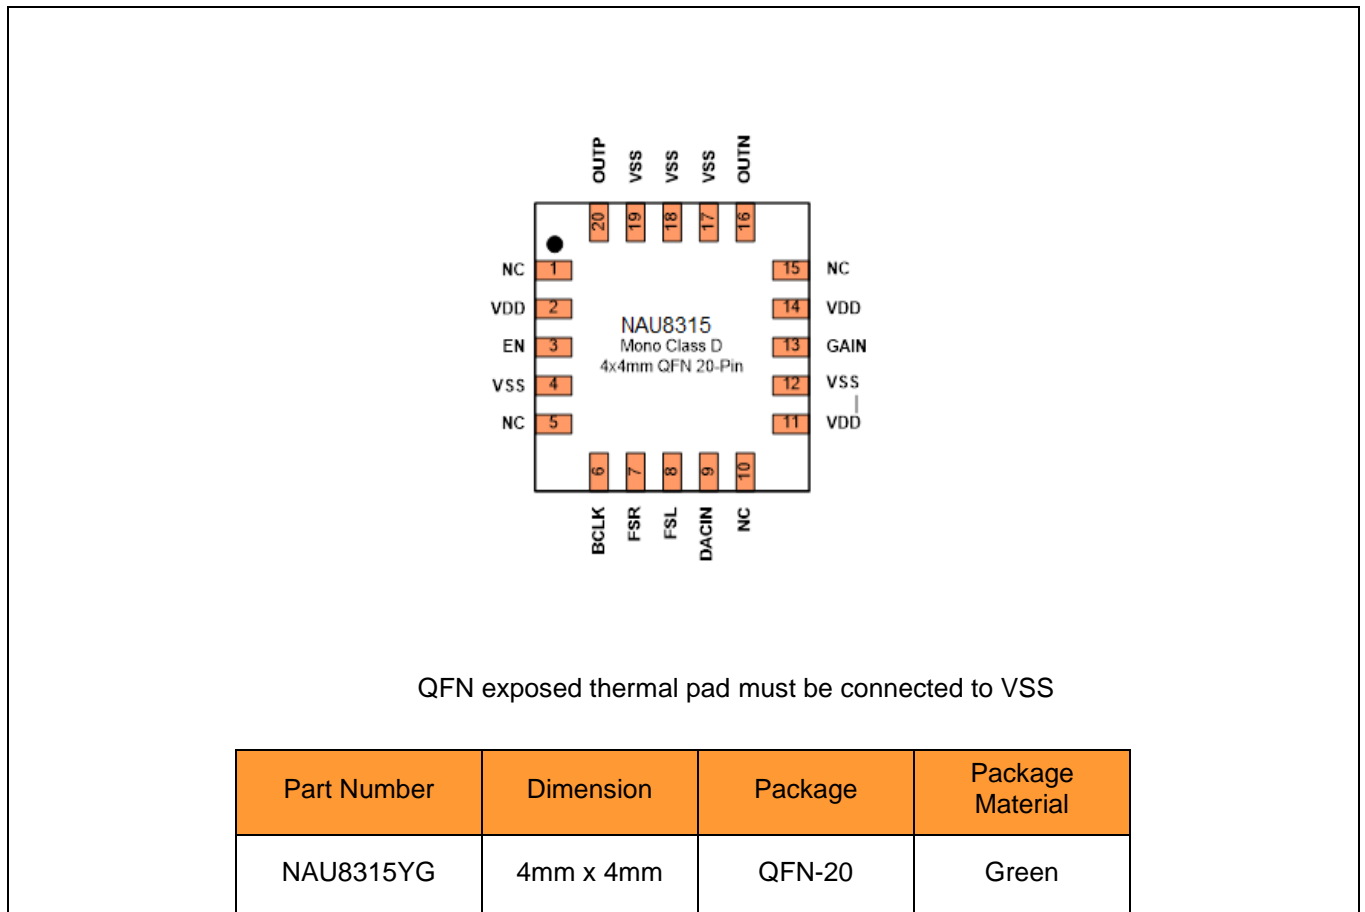 OUTP VSS VSS VSS OUTN
20 19 18 17 16
NC 1 15 NC
VDD 2 14 VDD
EN 3 13 GAIN
VSS 4 12 VSS
NC 5 11 VDD
NAU8315
Mono Class D
4x4mm QFN 20-Pin
6 7 8 9 10
BCLK FSR FSL DACIN NC
QFN exposed thermal pad must be connected to VSS
Part Number Dimension Package Package Material
NAU8315YG 4mm x 4mm QFN-20 Green